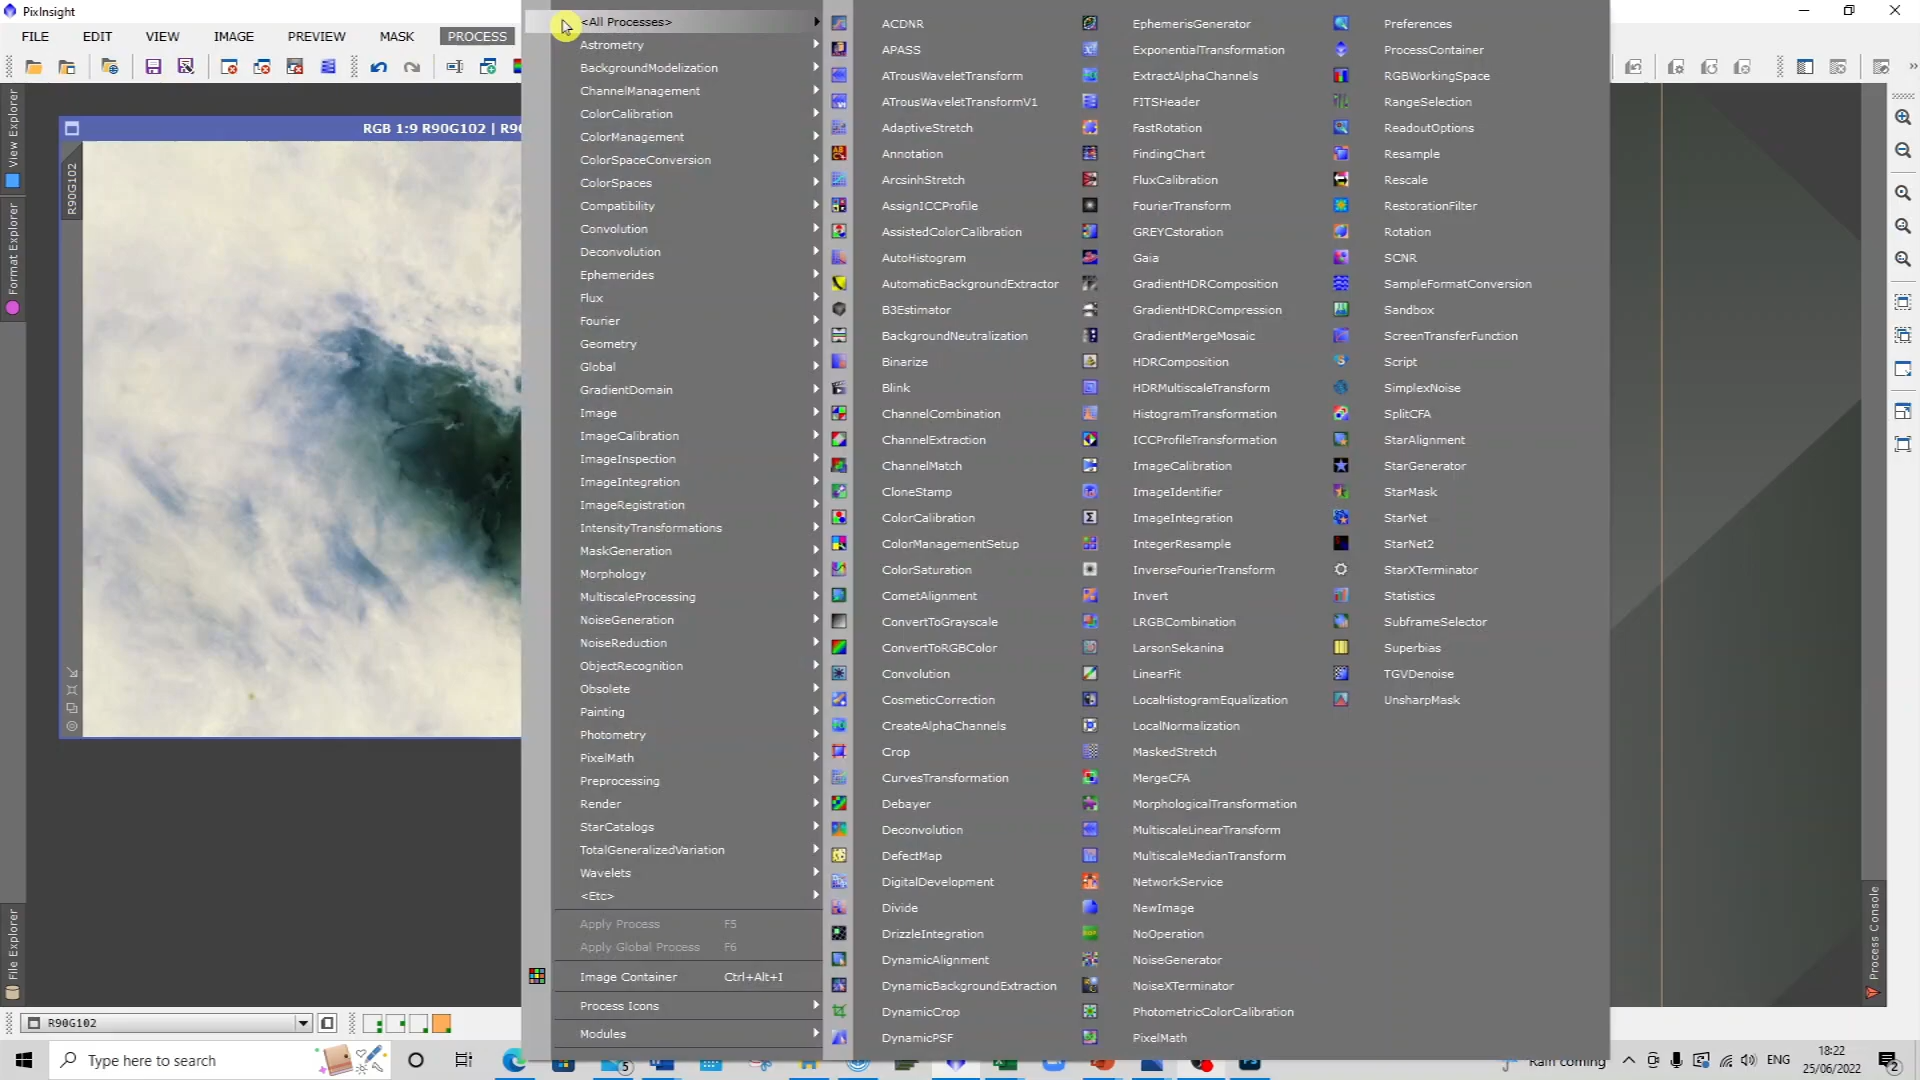 PixInsight
FILE EDIT VIEW IMAGE PREVIEW MASK PROCESS
View Explorer
Format Explorer
File Explorer
Process Console
RGB 1:9 R90G102 | R90
R90G102
<All Processes>
Astrometry
BackgroundModelization
ChannelManagement
ColorCalibration
ColorManagement
ColorSpaceConversion
ColorSpaces
Compatibility
Convolution
Deconvolution
Ephemerides
Flux
Fourier
Geometry
Global
GradientDomain
Image
ImageCalibration
ImageInspection
ImageIntegration
ImageRegistration
IntensityTransformations
MaskGeneration
Morphology
MultiscaleProcessing
NoiseGeneration
NoiseReduction
ObjectRecognition
Obsolete
Painting
Photometry
PixelMath
Preprocessing
Render
StarCatalogs
TotalGeneralizedVariation
Wavelets
<Etc>
Apply Process F5
Apply Global Process F6
Image Container Ctrl+Alt+I
Process Icons
Modules
ACDNR
APASS
ATrousWaveletTransform
ATrousWaveletTransformV1
AdaptiveStretch
Annotation
ArcsinhStretch
AssignICCProfile
AssistedColorCalibration
AutoHistogram
AutomaticBackgroundExtractor
B3Estimator
BackgroundNeutralization
Binarize
Blink
ChannelCombination
ChannelExtraction
ChannelMatch
CloneStamp
ColorCalibration
ColorManagementSetup
ColorSaturation
CometAlignment
ConvertToGrayscale
ConvertToRGBColor
Convolution
CosmeticCorrection
CreateAlphaChannels
Crop
CurvesTransformation
Debayer
Deconvolution
DefectMap
DigitalDevelopment
Divide
DrizzleIntegration
DynamicAlignment
DynamicBackgroundExtraction
DynamicCrop
DynamicPSF
EphemerisGenerator
ExponentialTransformation
ExtractAlphaChannels
FITSHeader
FastRotation
FindingChart
FluxCalibration
FourierTransform
GREYCstoration
Gaia
GradientHDRComposition
GradientHDRCompression
GradientMergeMosaic
HDRComposition
HDRMultiscaleTransform
HistogramTransformation
ICCProfileTransformation
ImageCalibration
ImageIdentifier
ImageIntegration
IntegerResample
InverseFourierTransform
Invert
LRGBCombination
LarsonSekanina
LinearFit
LocalHistogramEqualization
LocalNormalization
MaskedStretch
MergeCFA
MorphologicalTransformation
MultiscaleLinearTransform
MultiscaleMedianTransform
NetworkService
NewImage
NoOperation
NoiseGenerator
NoiseXTerminator
PhotometricColorCalibration
PixelMath
Preferences
ProcessContainer
RGBWorkingSpace
RangeSelection
ReadoutOptions
Resample
Rescale
RestorationFilter
Rotation
SCNR
SampleFormatConversion
Sandbox
ScreenTransferFunction
Script
SimplexNoise
SplitCFA
StarAlignment
StarGenerator
StarMask
StarNet
StarNet2
StarXTerminator
Statistics
SubframeSelector
Superbias
TGVDenoise
UnsharpMask
R90G102
Type here to search
5
Rain coming
ENG
18:22
25/06/2022
2